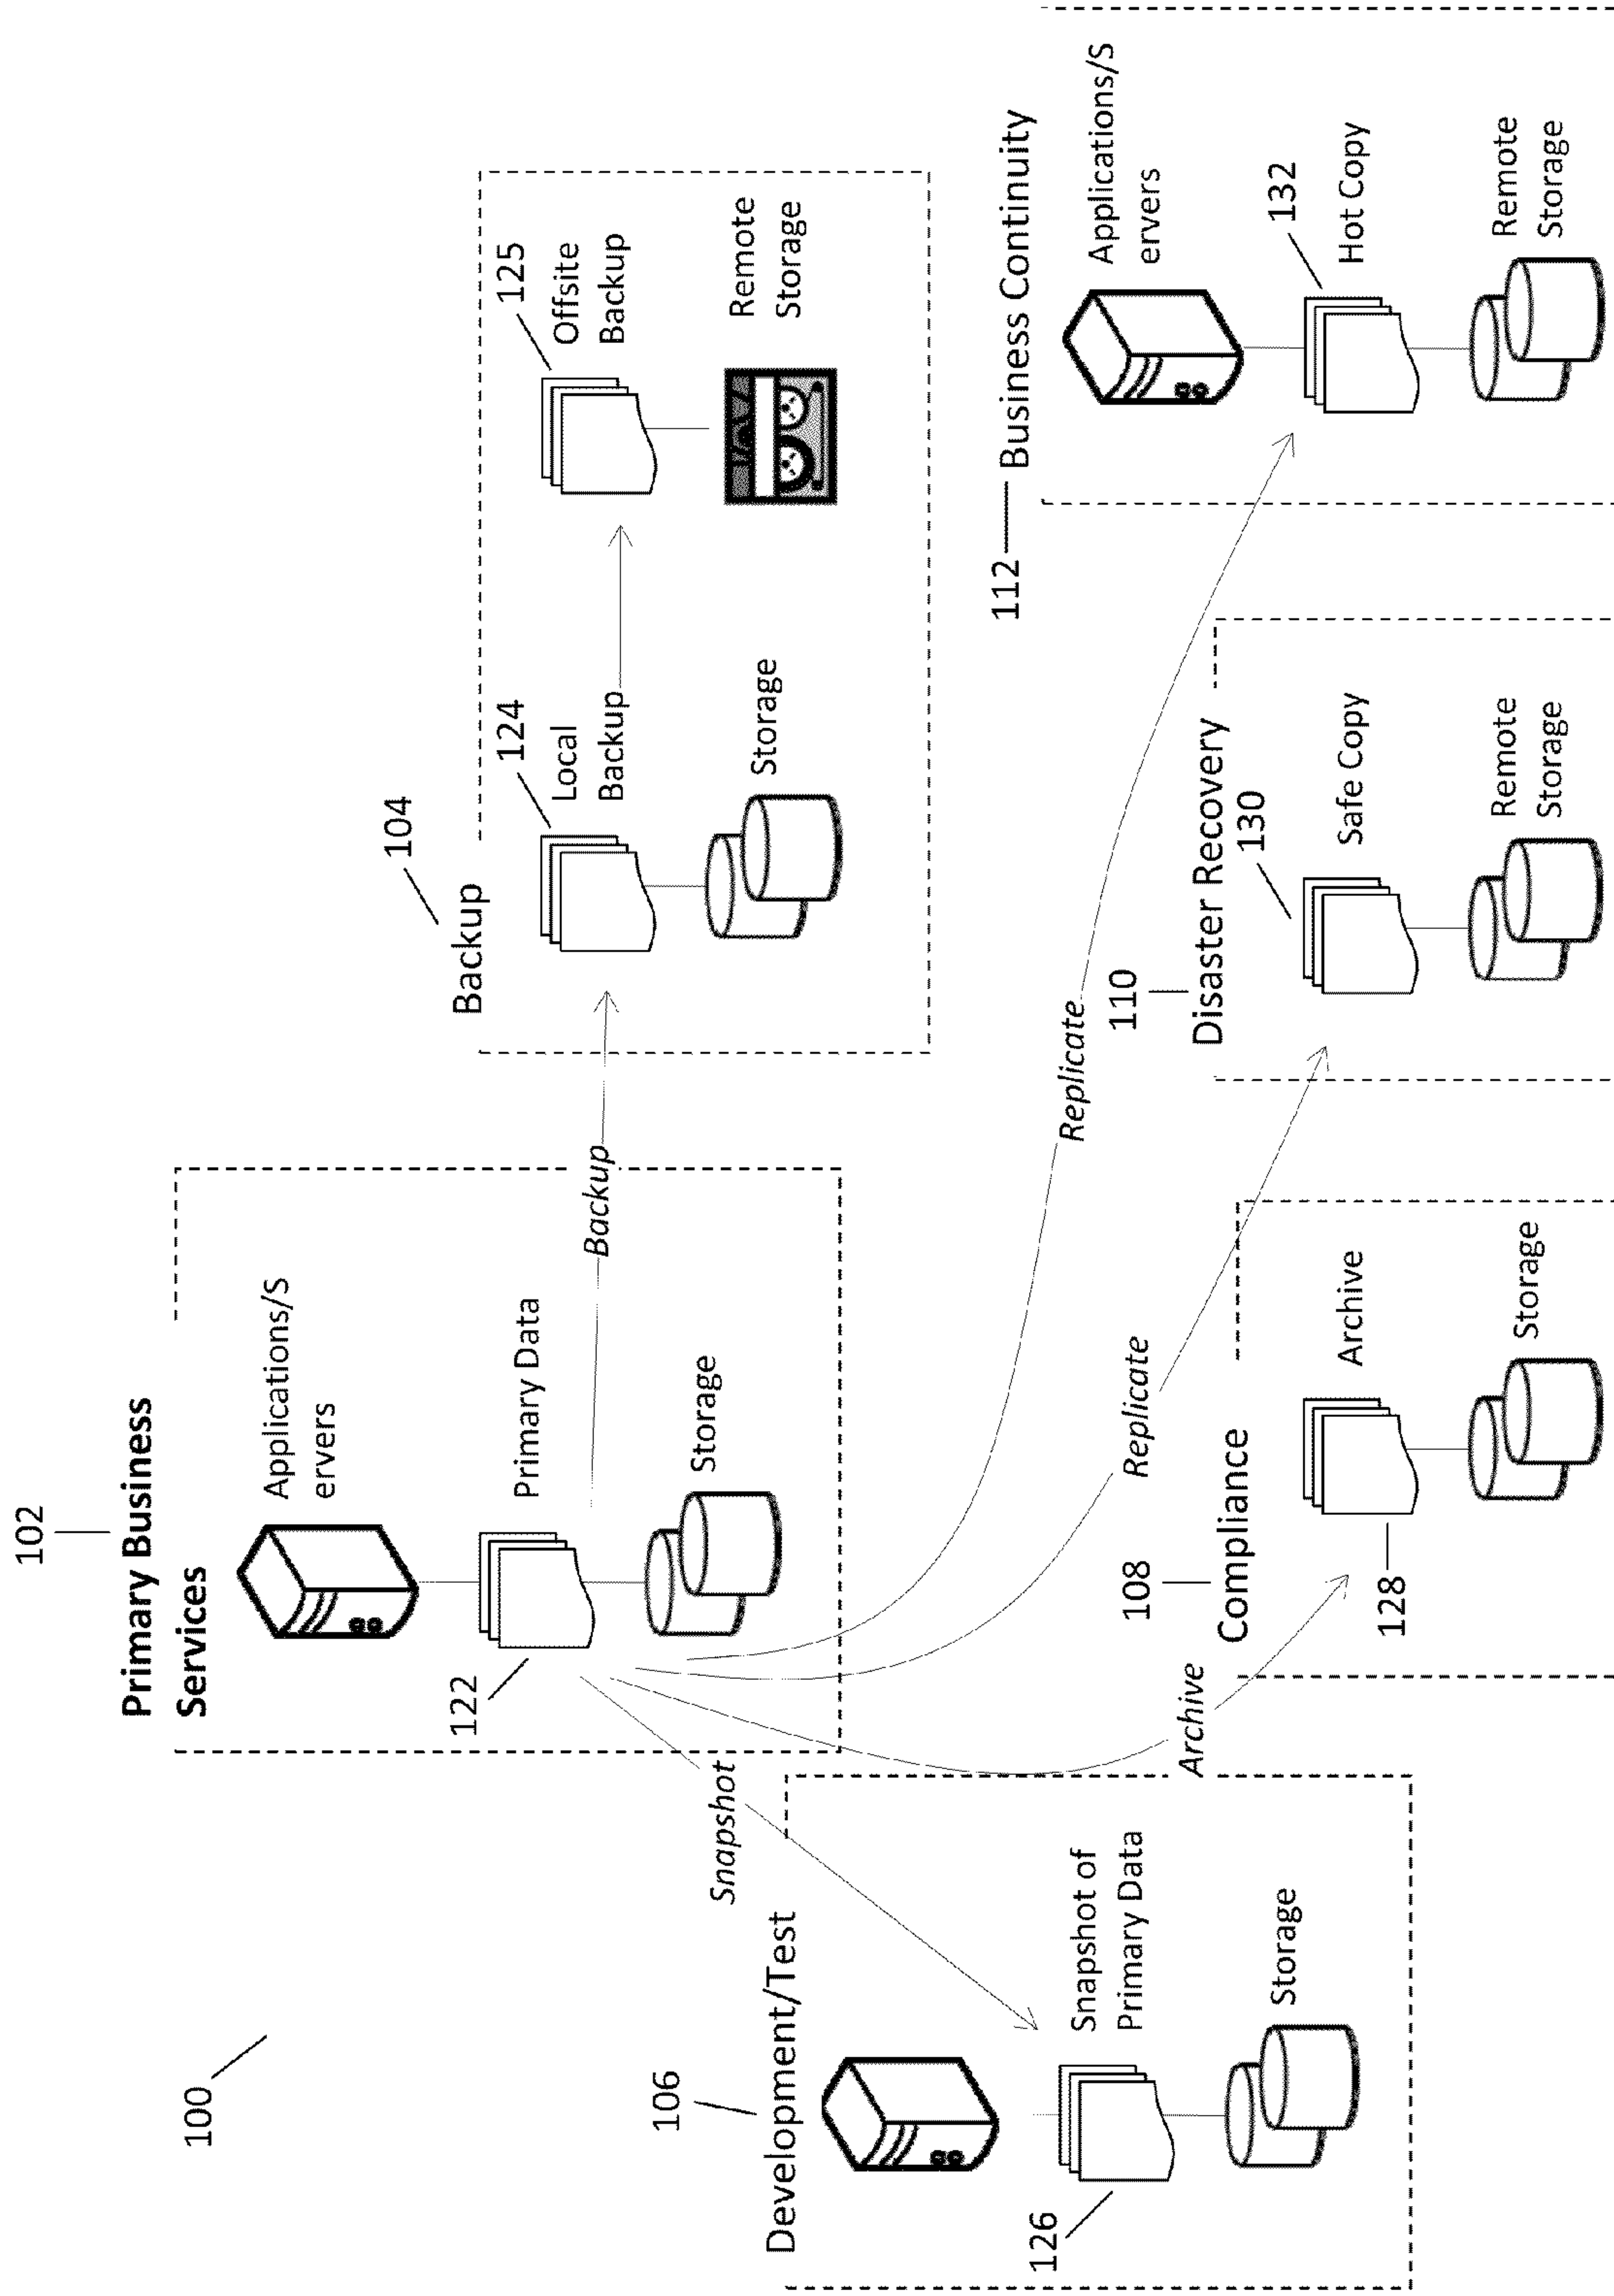 100
102
Primary Business
Services
Applications/S
ervers
122
Primary Data
Storage
Backup
104
Backup
124
Local
Backup
Storage
125
Offsite
Backup
Remote
Storage
Snapshot
106
Development/Test
126
Snapshot of
Primary Data
Storage
Archive
108
Compliance
128
Archive
Storage
Replicate
110
Disaster Recovery
130
Safe Copy
Remote
Storage
Replicate
112
Business Continuity
Applications/S
ervers
132
Hot Copy
Remote
Storage